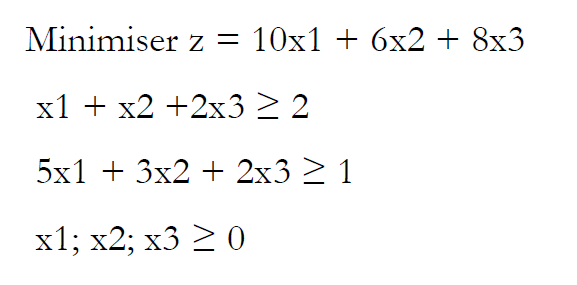 Minimiser z = 10x1 + 6x2 + 8x3
x1 + x2 +2x3 ≥ 2
5x1 + 3x2 + 2x3 ≥ 1
x1; x2; x3 ≥ 0